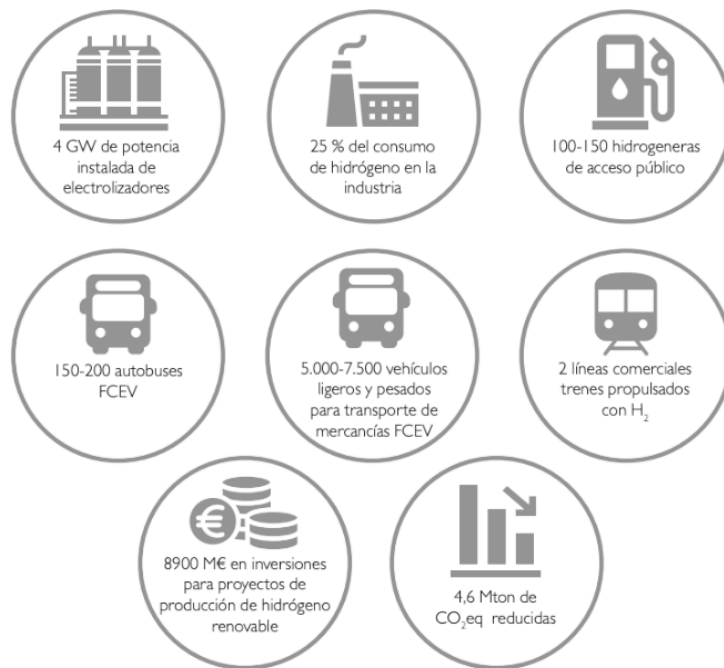 4 GW de potencia
instalada de
electrolizadores
25 % del consumo
de hidrógeno en la
industria
100-150 hidrogeneras
de acceso público
150-200 autobuses
FCEV
5.000-7.500 vehículos
ligeros y pesados
para transporte de
mercancías FCEV
2 líneas comerciales
trenes propulsados
con H₂
€
8900 M€ en inversiones
para proyectos de
producción de hidrógeno
renovable
4,6 Mton de
CO₂eq reducidas